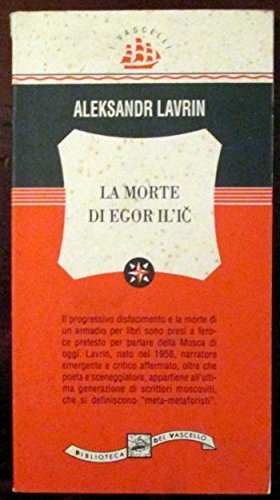 I VASCELLI
ALEKSANDR LAVRIN
LA MORTE
DI EGOR IL'IČ
Il progressivo disfacimento e la morte di
un armadio per libri sono presi a fero-
ce pretesto per parlare della Mosca di
oggi. Lavrin, nato nel 1958, narratore
emergente e critico affermato, oltre che
poeta e sceneggiatore, appartiene all'ulti-
ma generazione di scrittori moscoviti,
che si definiscono "meta-metaforisti".
BIBLIOTECA DEL VASCELLO